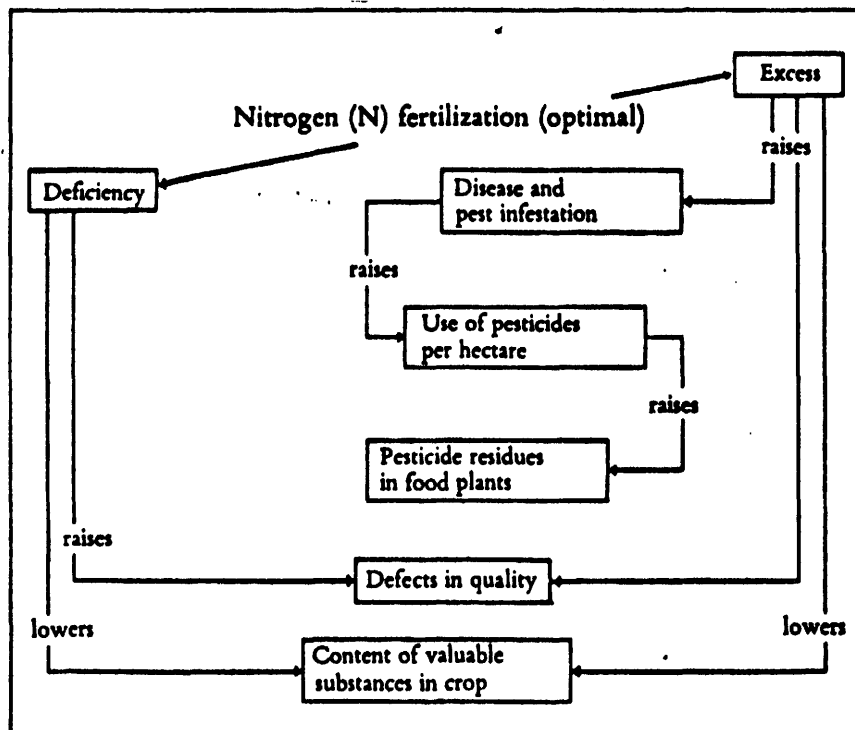 Excess
Nitrogen (N) fertilization (optimal)
raises
Deficiency
Disease and
pest infestation
raises
Use of pesticides
per hectare
raises
Pesticide residues
in food plants
raises
Defects in quality
lowers
lowers
Content of valuable
substances in crop